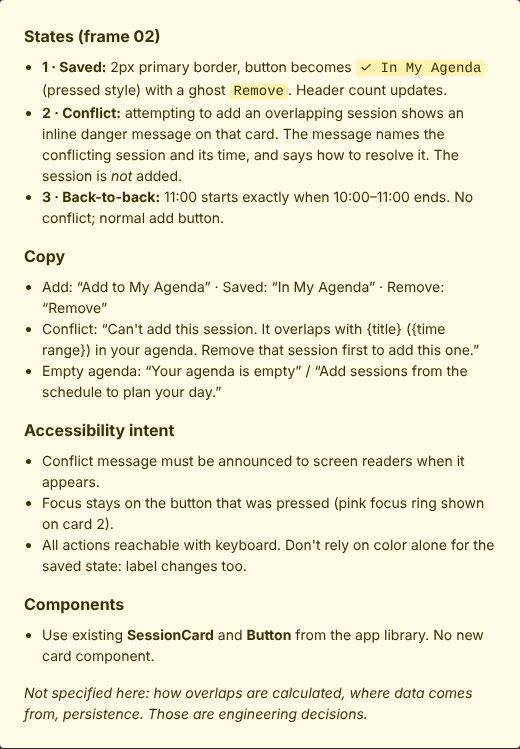 States (frame 02)
• 1 · Saved: 2px primary border, button becomes ✓ In My Agenda
(pressed style) with a ghost Remove. Header count updates.
• 2 · Conflict: attempting to add an overlapping session shows an
inline danger message on that card. The message names the
conflicting session and its time, and says how to resolve it. The
session is not added.
• 3 · Back-to-back: 11:00 starts exactly when 10:00–11:00 ends. No
conflict; normal add button.
Copy
• Add: “Add to My Agenda” · Saved: “In My Agenda” · Remove:
“Remove”
• Conflict: “Can't add this session. It overlaps with {title} ({time
range}) in your agenda. Remove that session first to add this one.”
• Empty agenda: “Your agenda is empty” / “Add sessions from the
schedule to plan your day.”
Accessibility intent
• Conflict message must be announced to screen readers when it
appears.
• Focus stays on the button that was pressed (pink focus ring shown
on card 2).
• All actions reachable with keyboard. Don't rely on color alone for the
saved state: label changes too.
Components
• Use existing SessionCard and Button from the app library. No new
card component.
Not specified here: how overlaps are calculated, where data comes
from, persistence. Those are engineering decisions.